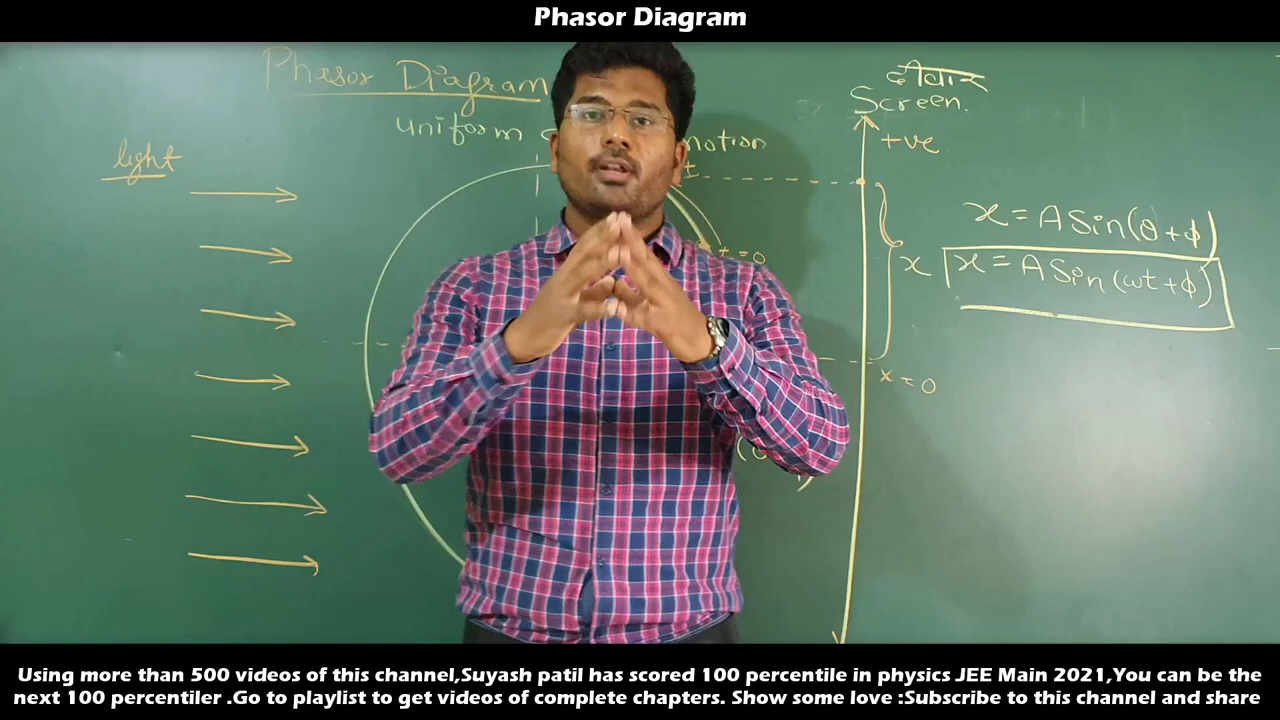 Phasor Diagram
Phasor Diagram
uniform
motion
light
दीवार
Screen.
+ve
t
t = 0
x = A Sin(θ+ϕ)
x
x = A Sin(ωt+ϕ)
x = 0
Using more than 500 videos of this channel,Suyash patil has scored 100 percentile in physics JEE Main 2021,You can be the
next 100 percentiler .Go to playlist to get videos of complete chapters. Show some love :Subscribe to this channel and share